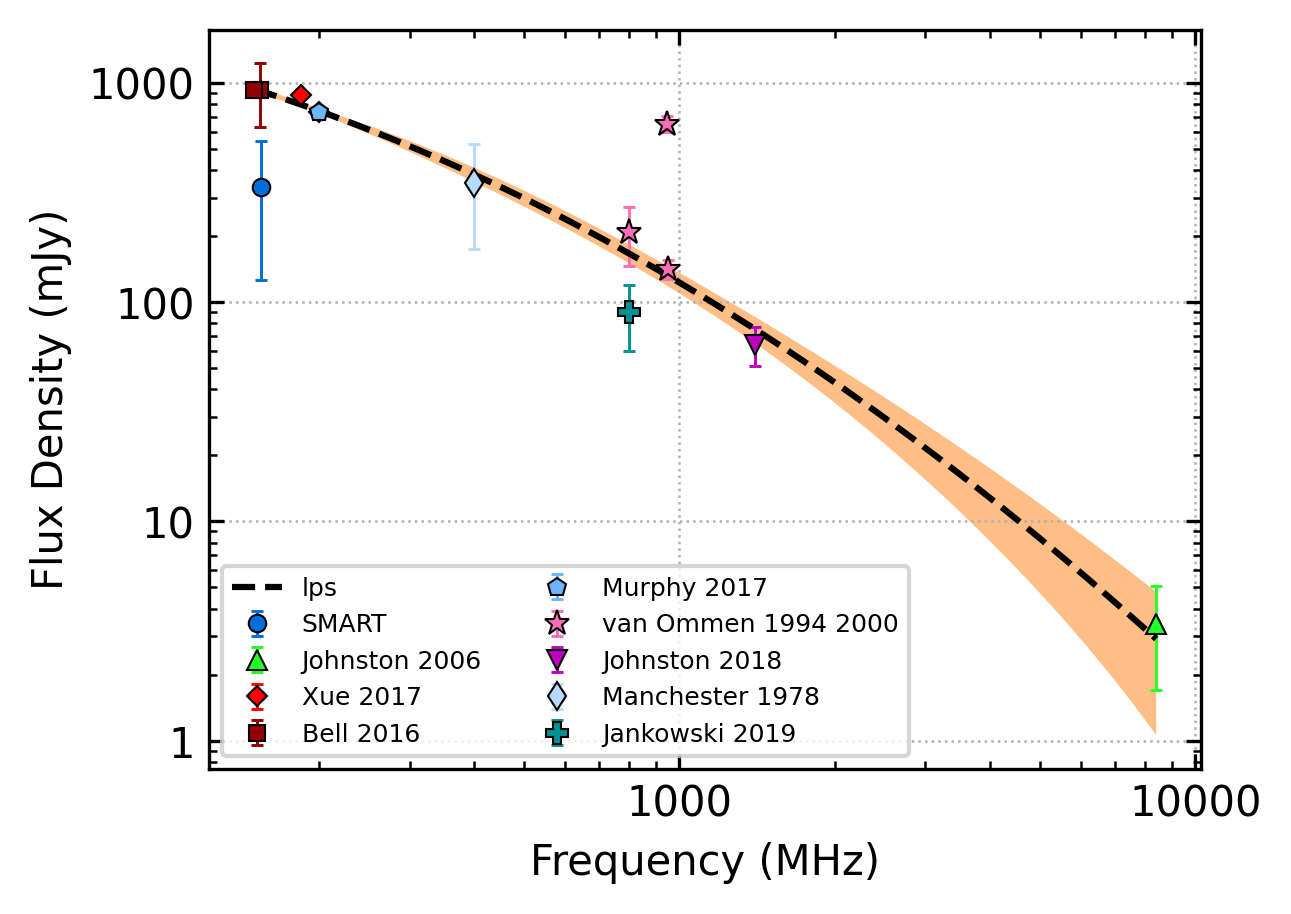 1000
100
10
1
Flux Density (mJy)
lps
SMART
Johnston 2006
Xue 2017
Bell 2016
Murphy 2017
van Ommen 1994 2000
Johnston 2018
Manchester 1978
Jankowski 2019
1000
10000
Frequency (MHz)